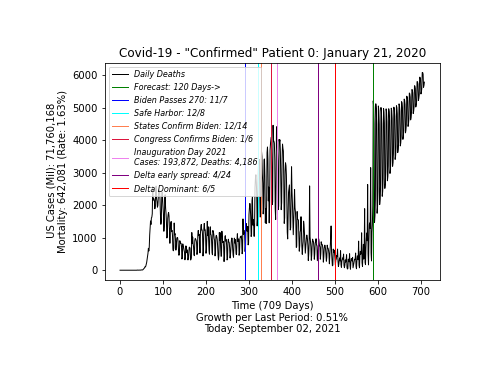 Covid-19 - "Confirmed" Patient 0: January 21, 2020
Daily Deaths
Forecast: 120 Days->
Biden Passes 270: 11/7
Safe Harbor: 12/8
States Confirm Biden: 12/14
Congress Confirms Biden: 1/6
Inauguration Day 2021
Cases: 193,872, Deaths: 4,186
Delta early spread: 4/24
Delta Dominant: 6/5
US Cases (Mil): 71,760,168
Mortality: 642,081 (Rate: 1.63%)
6000
5000
4000
3000
2000
1000
0
0 100 200 300 400 500 600 700
Time (709 Days)
Growth per Last Period: 0.51%
Today: September 02, 2021